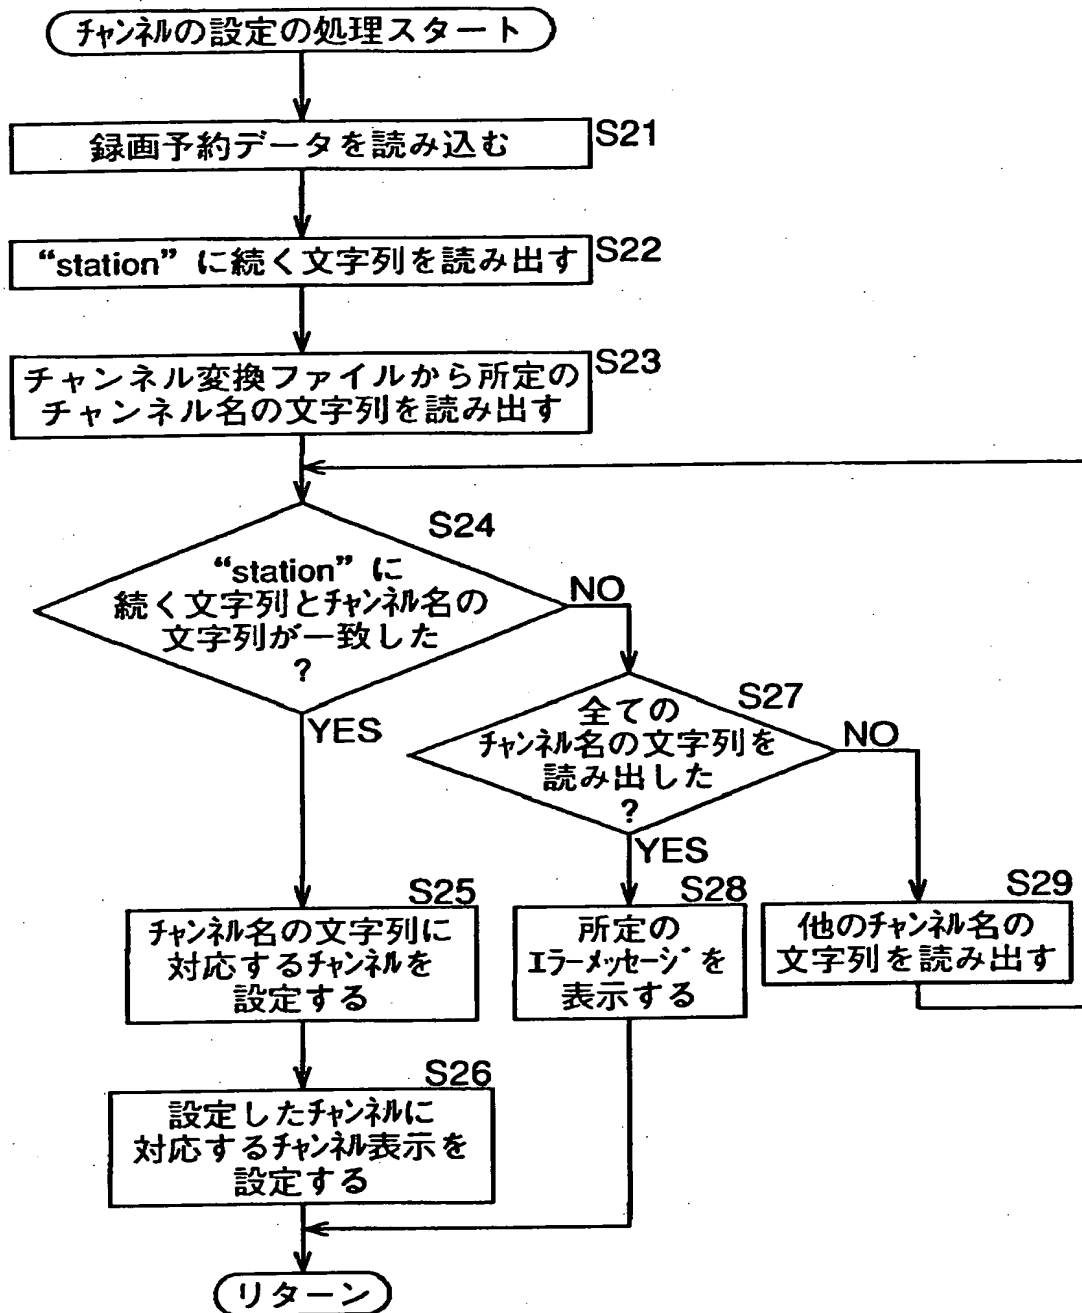 チャンネルの設定の処理スタート
録画予約データを読み込む
S21
“station” に続く文字列を読み出す
S22
チャンネル変換ファイルから所定の
チャンネル名の文字列を読み出す
S23
S24
“station” に
続く文字列とチャンネル名の
文字列が一致した
?
NO
YES
S27
全ての
チャンネル名の文字列を
読み出した
?
NO
YES
S25
チャンネル名の文字列に
対応するチャンネルを
設定する
S28
所定の
エラーメッセージを
表示する
S29
他のチャンネル名の
文字列を読み出す
S26
設定したチャンネルに
対応するチャンネル表示を
設定する
リターン